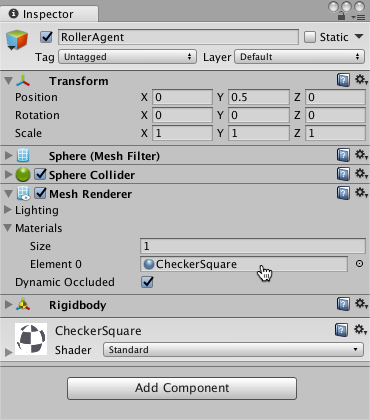 Inspector
RollerAgent Static
Tag Untagged Layer Default
Transform
Position X 0 Y 0.5 Z 0
Rotation X 0 Y 0 Z 0
Scale X 1 Y 1 Z 1
Sphere (Mesh Filter)
Sphere Collider
Mesh Renderer
Lighting
Materials
Size 1
Element 0 CheckerSquare
Dynamic Occluded
Rigidbody
CheckerSquare
Shader Standard
Add Component